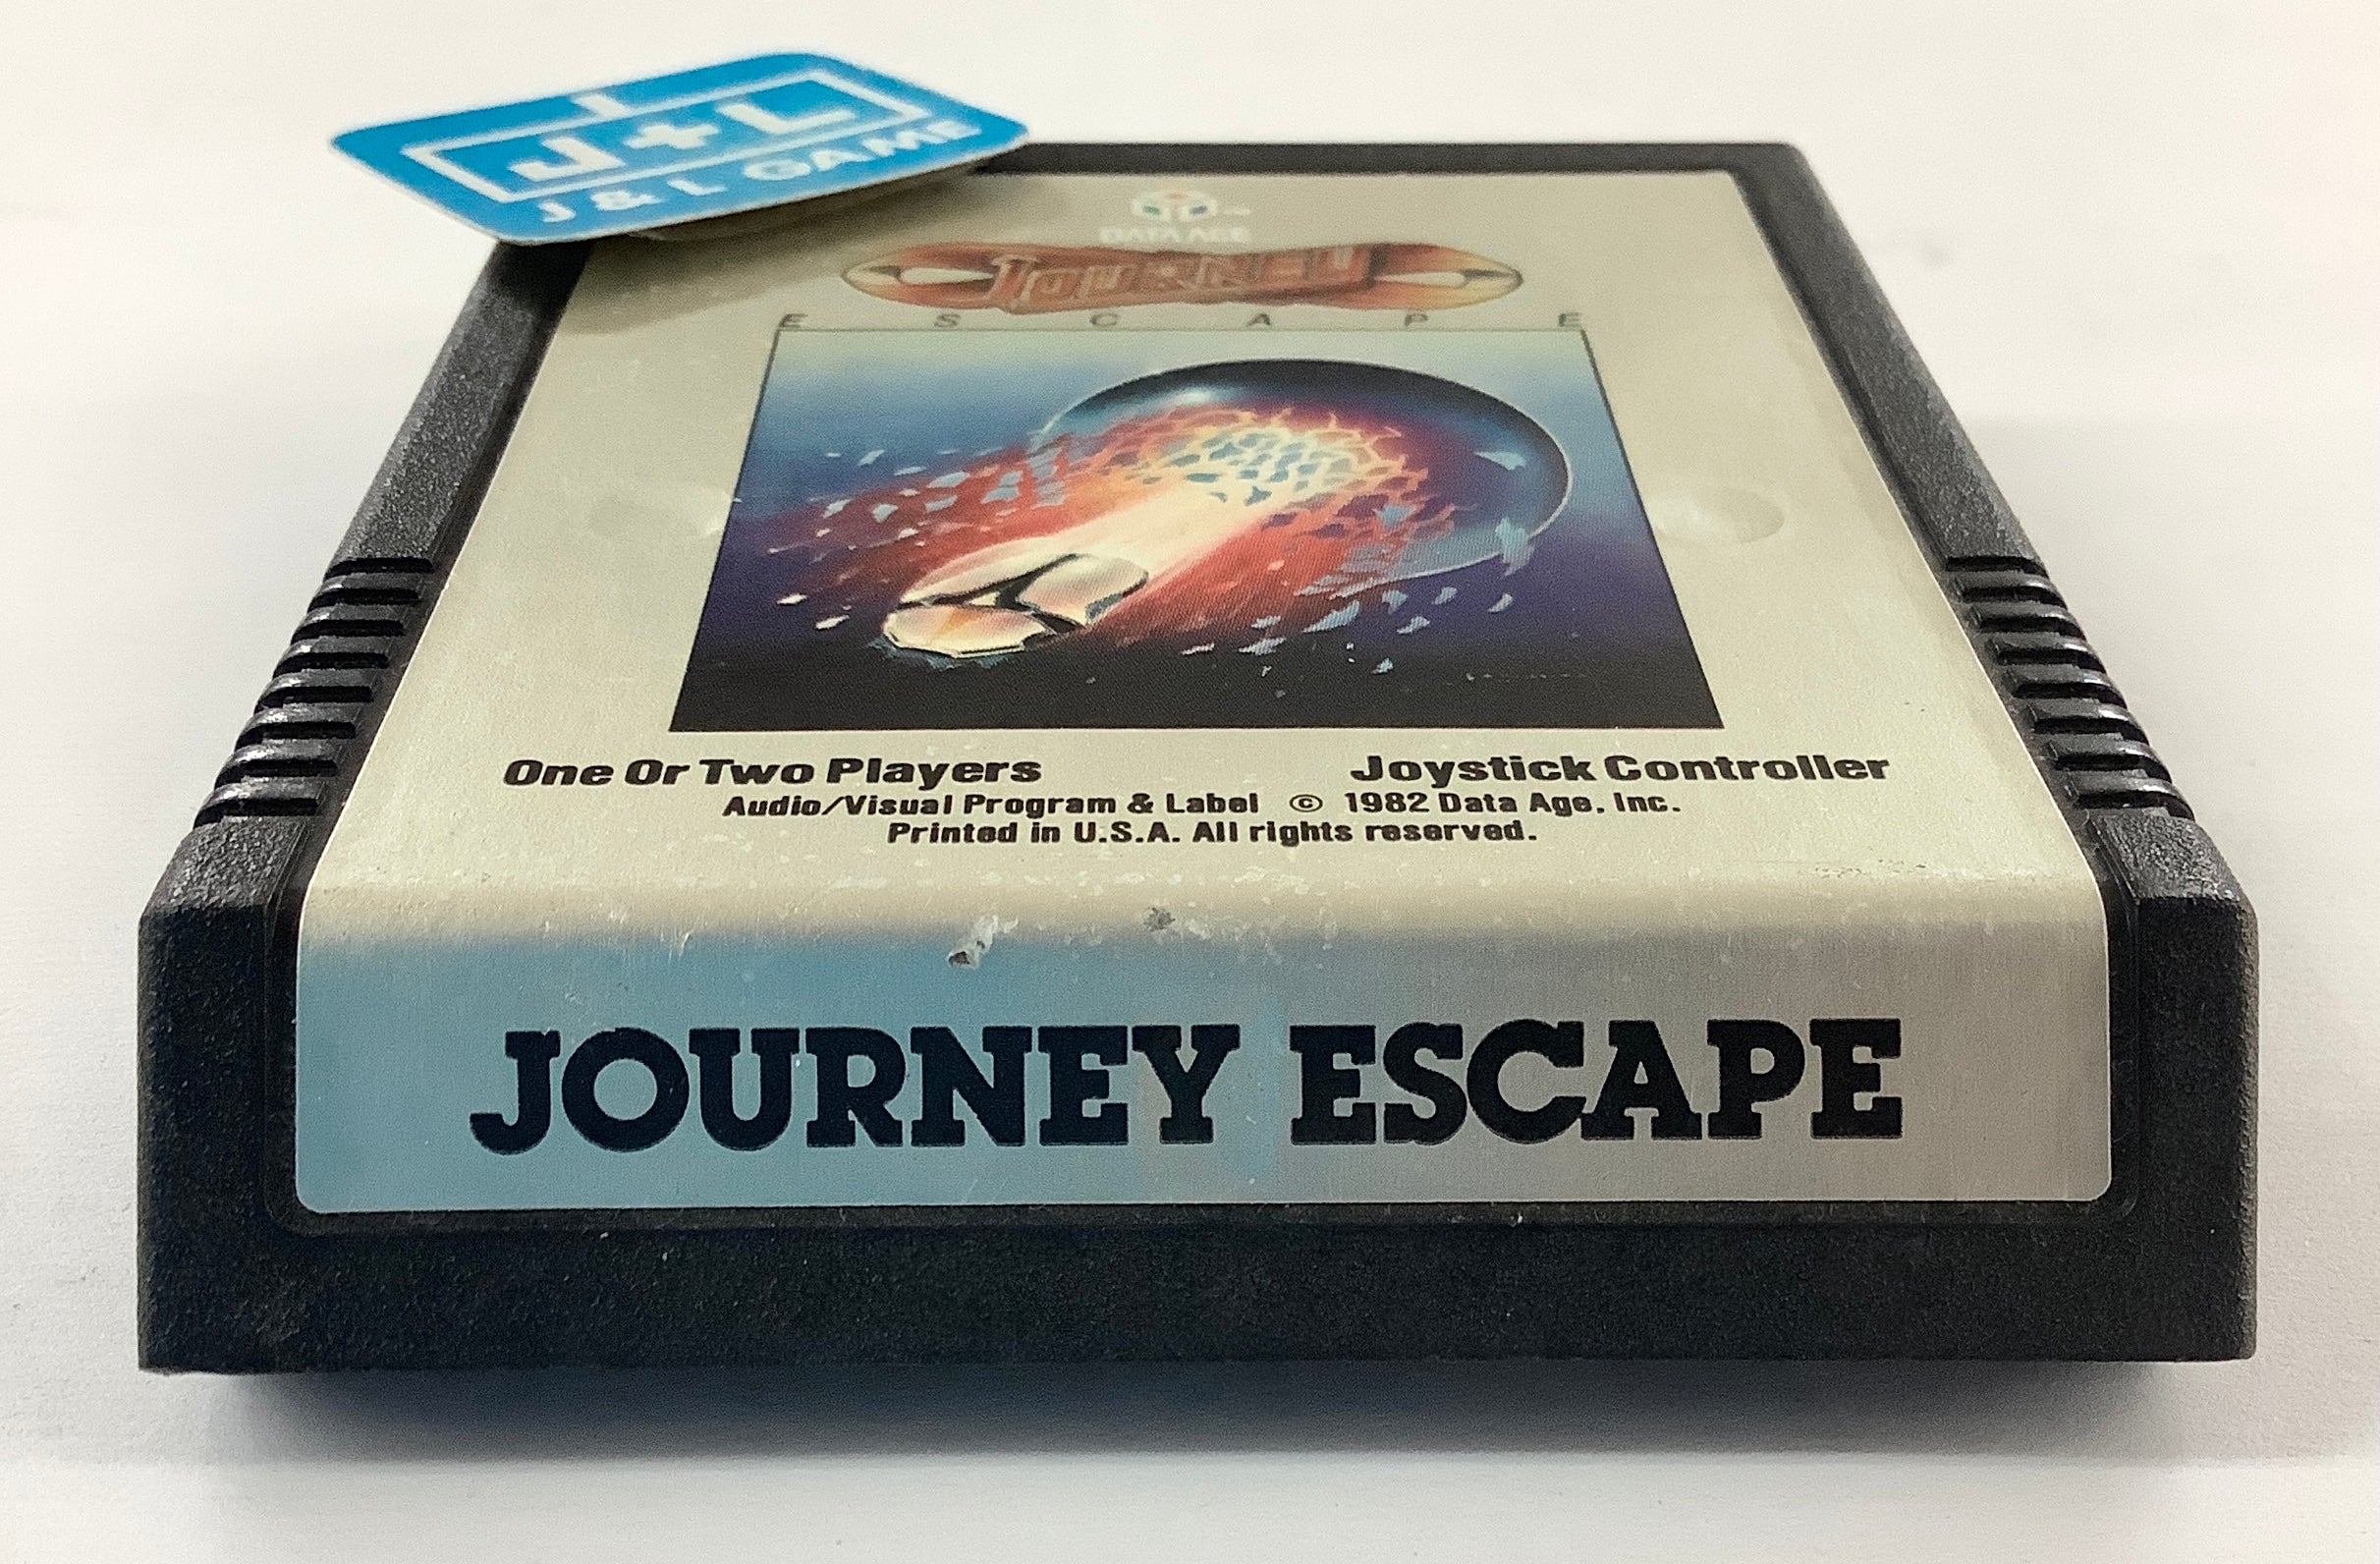 J+L
J & L GAME
DATA AGE
JOURNEY
ESCAPE
One Or Two Players
Joystick Controller
Audio/Visual Program & Label © 1982 Data Age, Inc.
Printed in U.S.A. All rights reserved.
JOURNEY ESCAPE